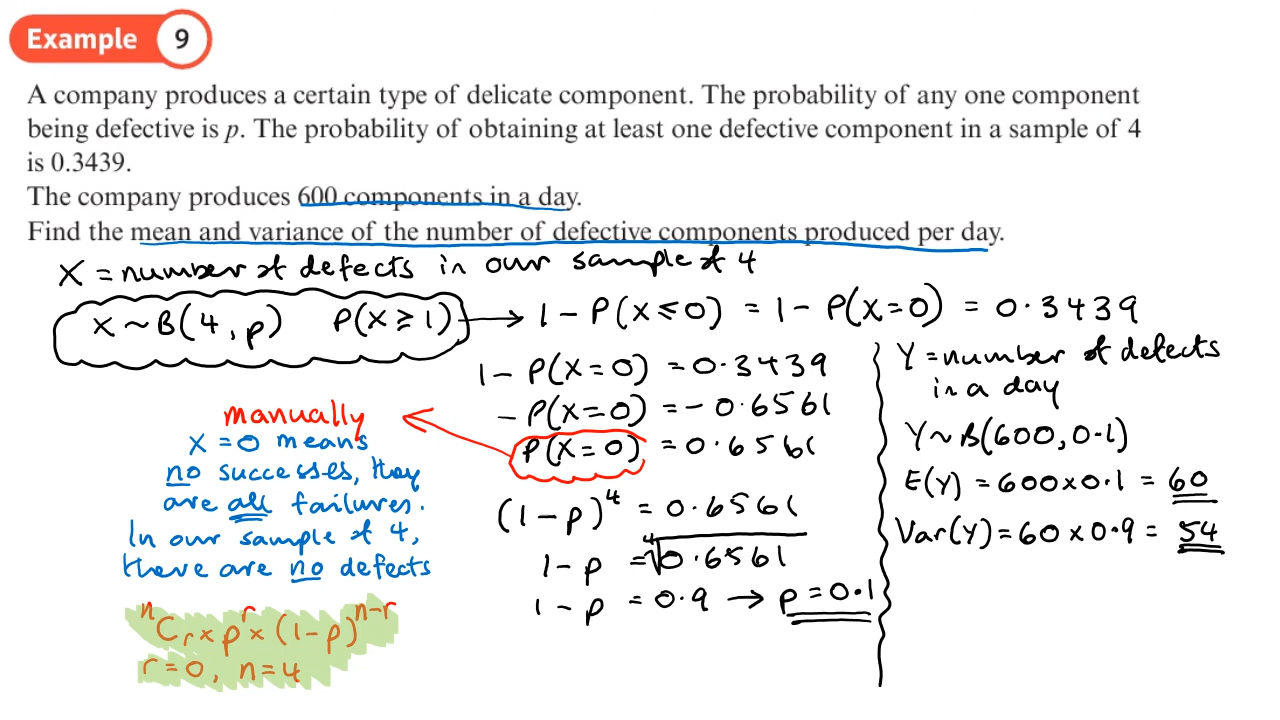 Example 9
A company produces a certain type of delicate component. The probability of any one component
being defective is p. The probability of obtaining at least one defective component in a sample of 4
is 0.3439.
The company produces 600 components in a day.
Find the mean and variance of the number of defective components produced per day.
X = number of defects in our sample of 4
X ~ B(4, p) P(X ≥ 1) → 1 - P(X ≤ 0) = 1 - P(X = 0) = 0.3439
1 - P(X = 0) = 0.3439
- P(X = 0) = - 0.6561
P(X = 0) = 0.6561
(1 - p)⁴ = 0.6561
1 - p = ⁴√0.6561
1 - p = 0.9 → p = 0.1
manually
X = 0 means
no successes, they
are all failures.
In our sample of 4,
there are no defects
ⁿCᵣ × pʳ × (1 - p)ⁿ⁻ʳ
r = 0, n = 4
Y = number of defects
in a day
Y ~ B(600, 0.1)
E(Y) = 600 × 0.1 = 60
Var(Y) = 60 × 0.9 = 54